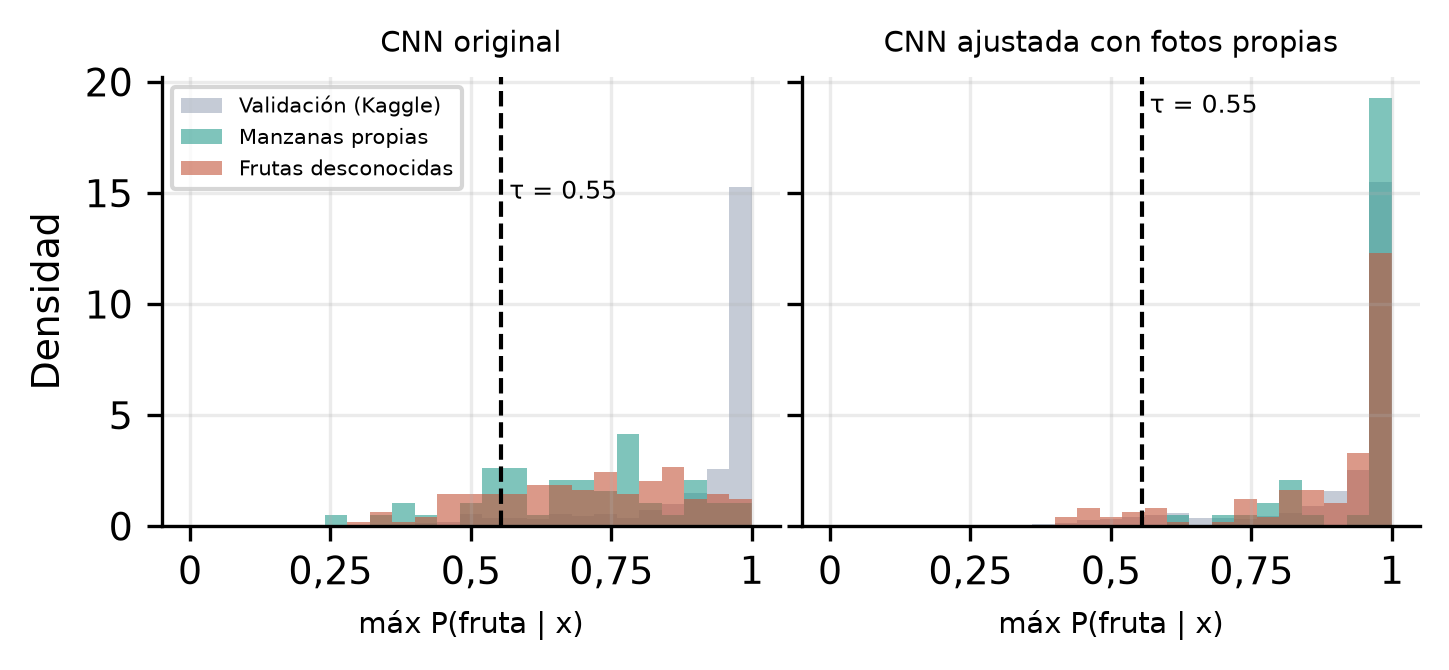 CNN original
CNN ajustada con fotos propias
Validación (Kaggle)
Manzanas propias
Frutas desconocidas
τ = 0.55
τ = 0.55
Densidad
20
15
10
5
0
0
0,25
0,5
0,75
1
0
0,25
0,5
0,75
1
máx P(fruta | x)
máx P(fruta | x)